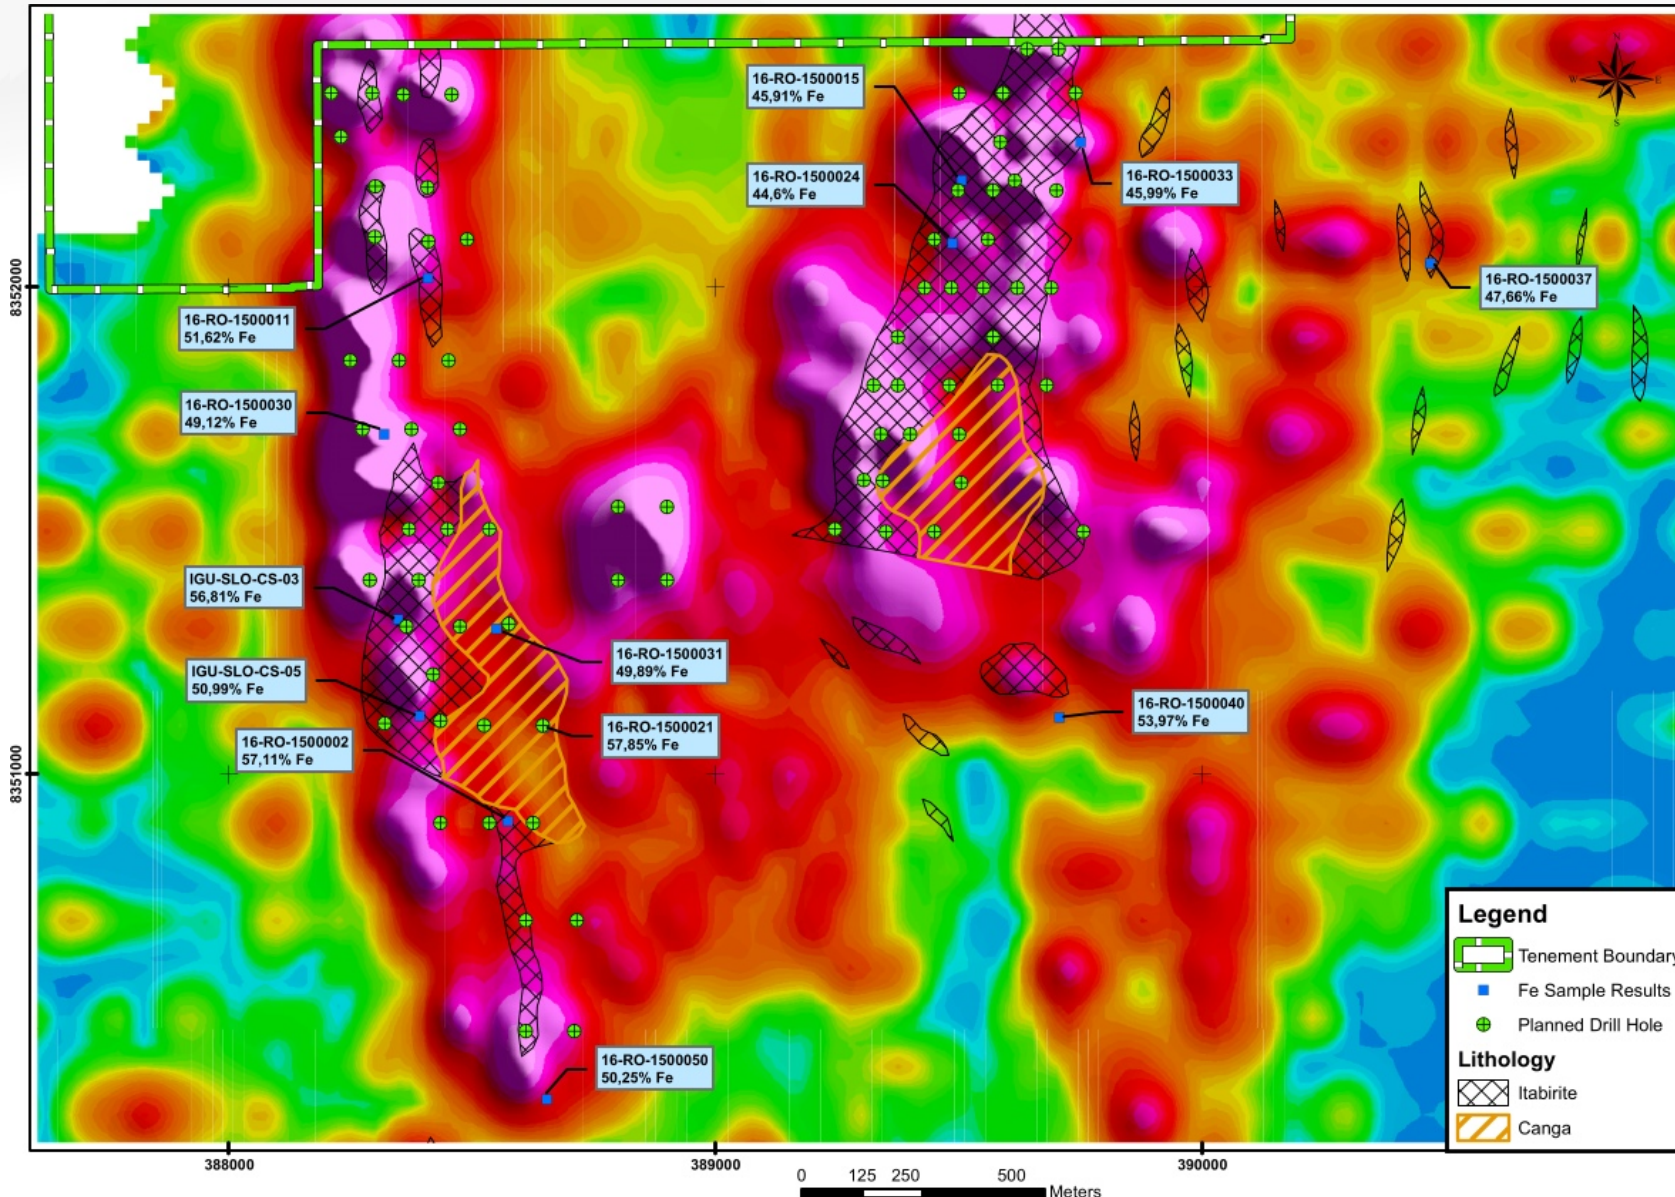 N
W
E
S
16-RO-1500015
45,91% Fe
16-RO-1500024
44,6% Fe
16-RO-1500033
45,99% Fe
16-RO-1500037
47,66% Fe
16-RO-1500011
51,62% Fe
16-RO-1500030
49,12% Fe
IGU-SLO-CS-03
56,81% Fe
16-RO-1500031
49,89% Fe
IGU-SLO-CS-05
50,99% Fe
16-RO-1500040
53,97% Fe
16-RO-1500021
57,85% Fe
16-RO-1500002
57,11% Fe
16-RO-1500050
50,25% Fe
8352000
8351000
388000
389000
390000
Legend
Tenement Boundary
Fe Sample Results
Planned Drill Hole
Lithology
Itabirite
Canga
0 125 250 500
Meters